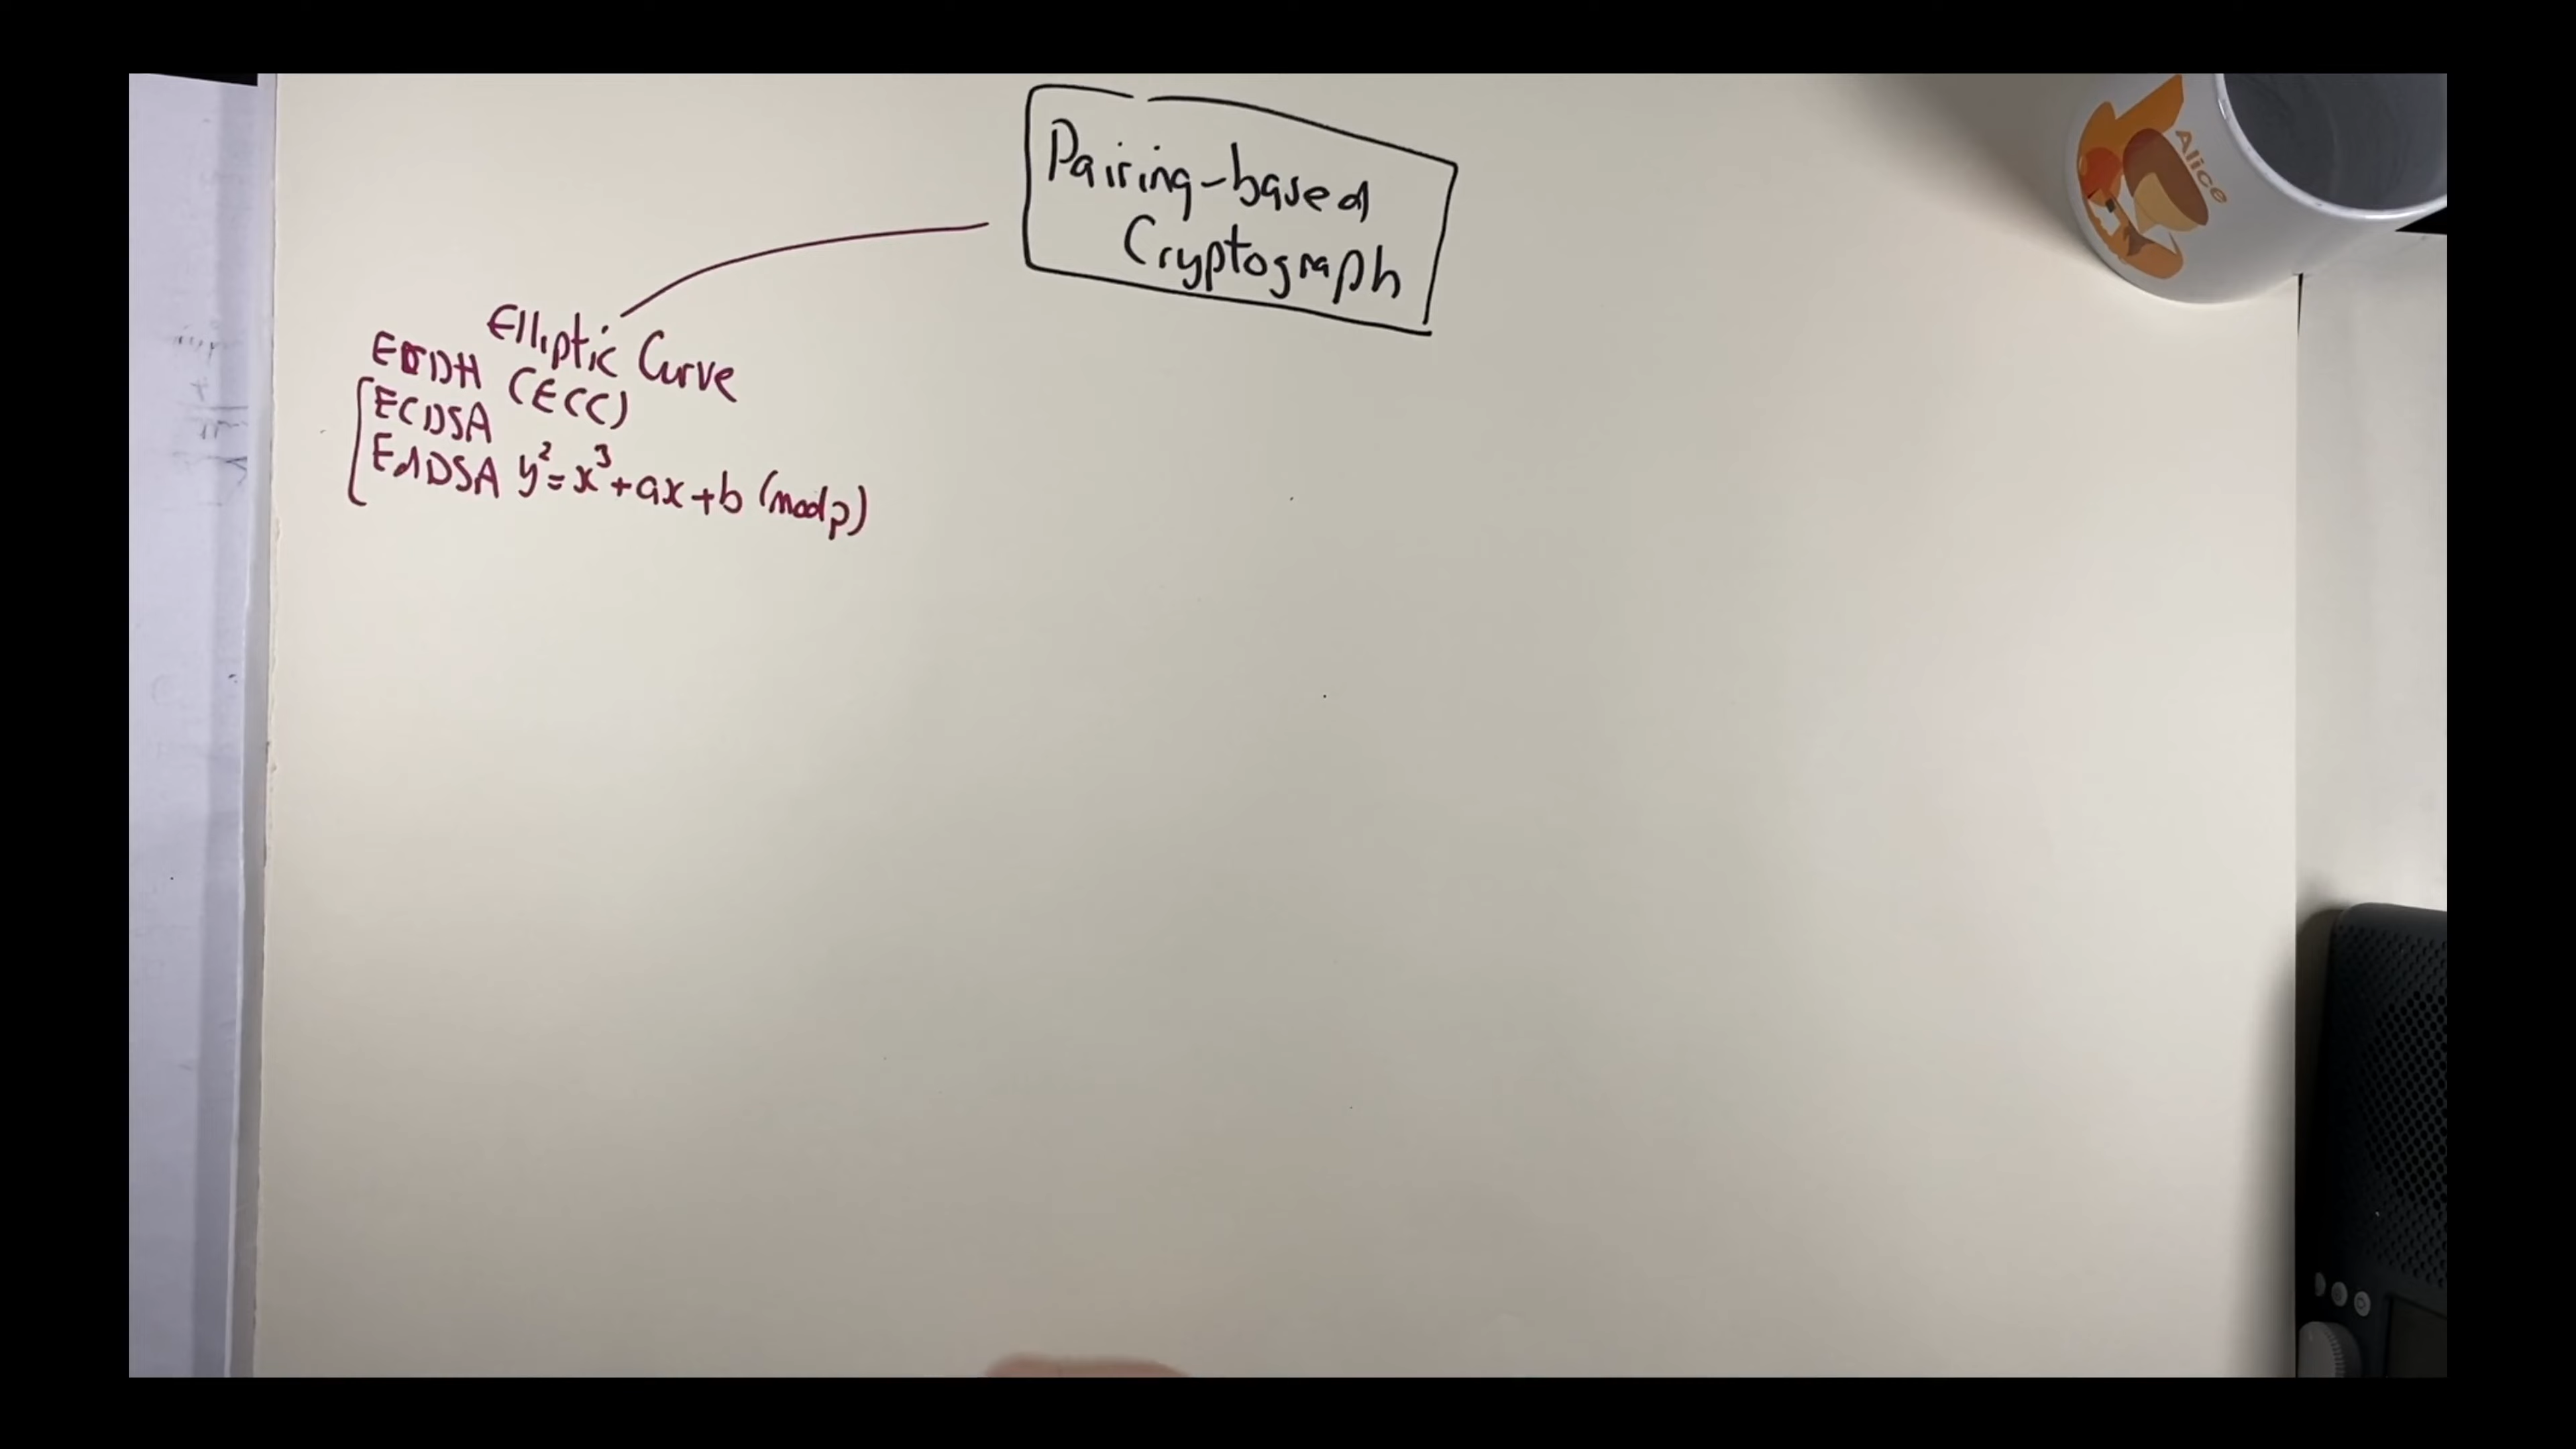 Pairing-based
Cryptograph
Alice
Elliptic Curve
(ECC)
ECDH
ECDSA
EdDSA
y²=x³+ax+b (mod p)